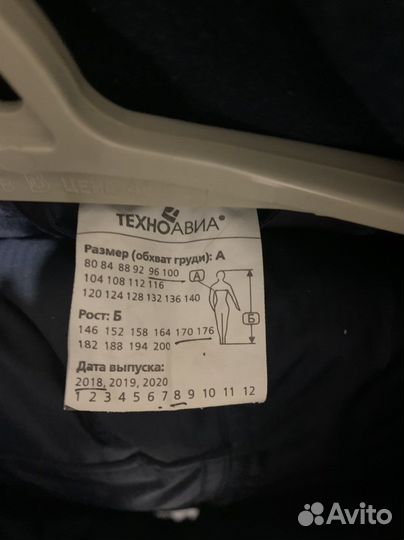 ЦЕНА
ТЕХНОАВИА®
Размер (обхват груди): А
80 84 88 92 96 100
104 108 112 116
120 124 128 132 136 140
А
Б
Рост: Б
146 152 158 164 170 176
182 188 194 200
Дата выпуска:
2018, 2019, 2020
1 2 3 4 5 6 7 8 9 10 11 12
Avito